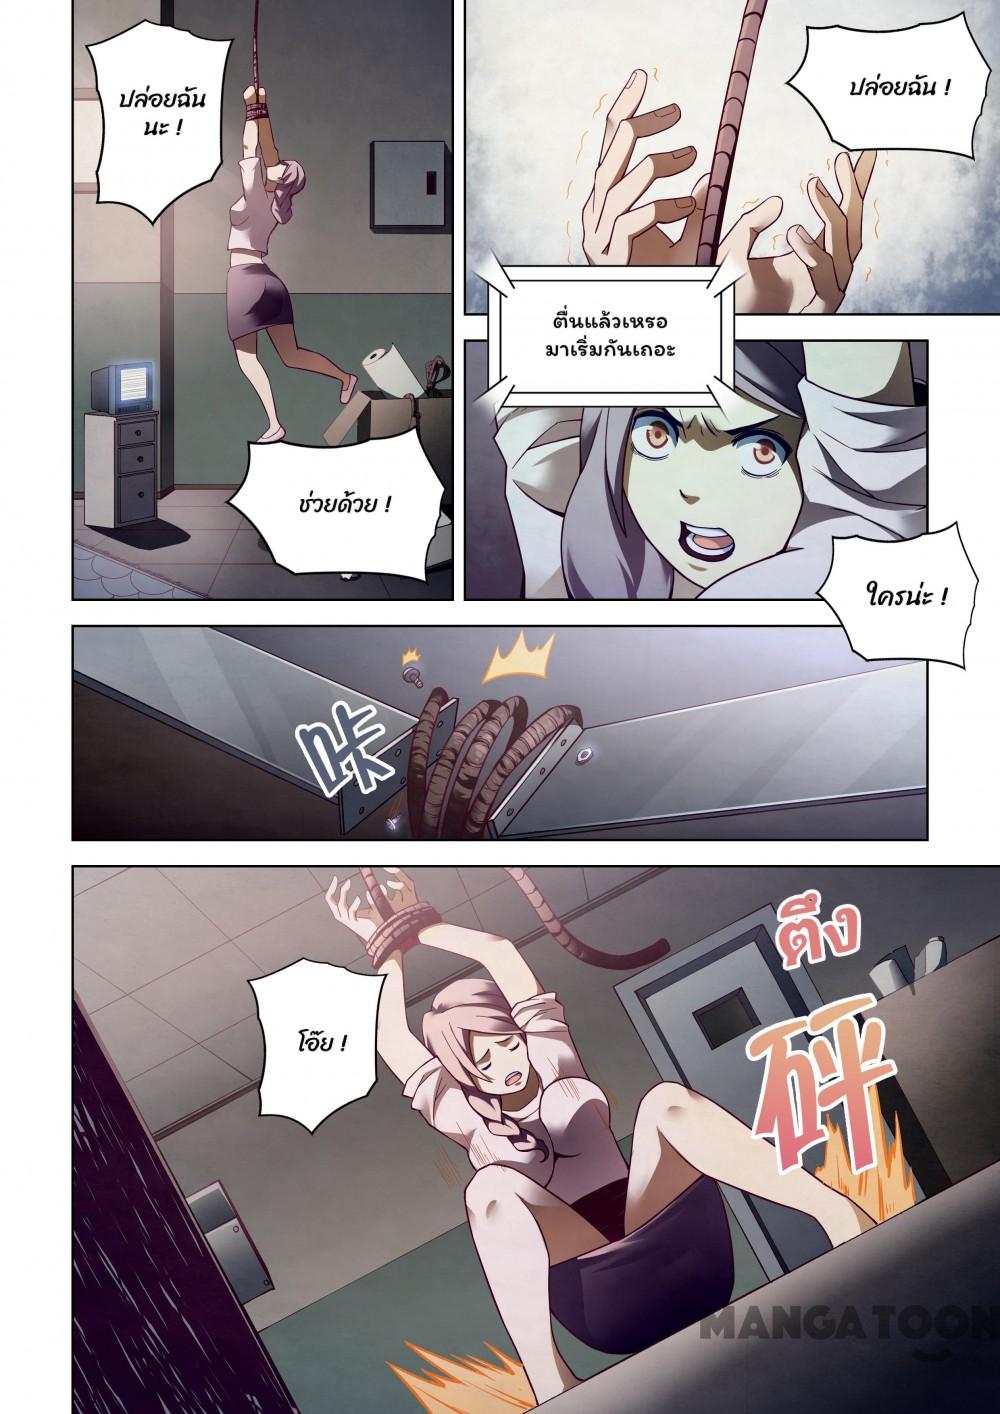 ปล่อยฉัน
นะ !
ช่วยด้วย !
ปล่อยฉัน !
ตื่นแล้วเหรอ
มาเริ่มกันเถอะ
ใครน่ะ !
咔
โอ๊ย !
ตึง
砰
MANGATOON